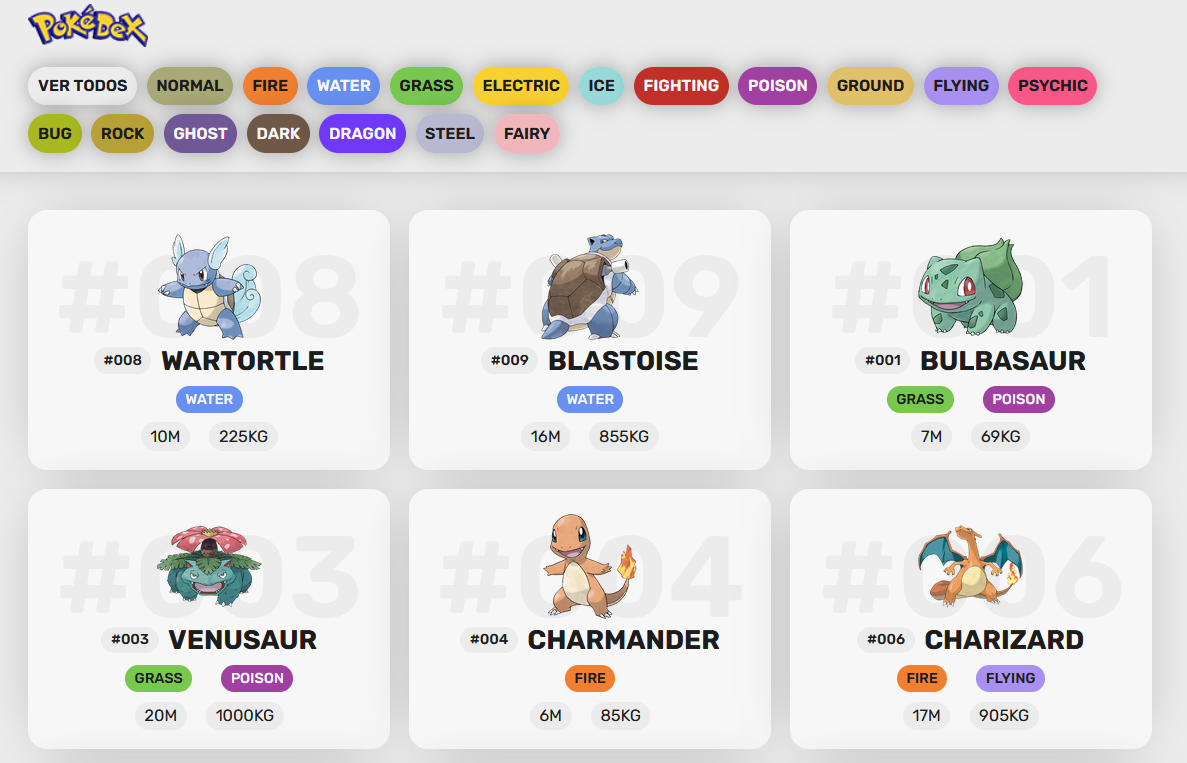 PoKéDeX
VER TODOS NORMAL FIRE WATER GRASS ELECTRIC ICE FIGHTING POISON GROUND FLYING PSYCHIC
BUG ROCK GHOST DARK DRAGON STEEL FAIRY
#008 #009 #001
#008 WARTORTLE #009 BLASTOISE #001 BULBASAUR
WATER WATER GRASS POISON
10M 225KG 16M 855KG 7M 69KG
#003 #004 #006
#003 VENUSAUR #004 CHARMANDER #006 CHARIZARD
GRASS POISON FIRE FIRE FLYING
20M 1000KG 6M 85KG 17M 905KG